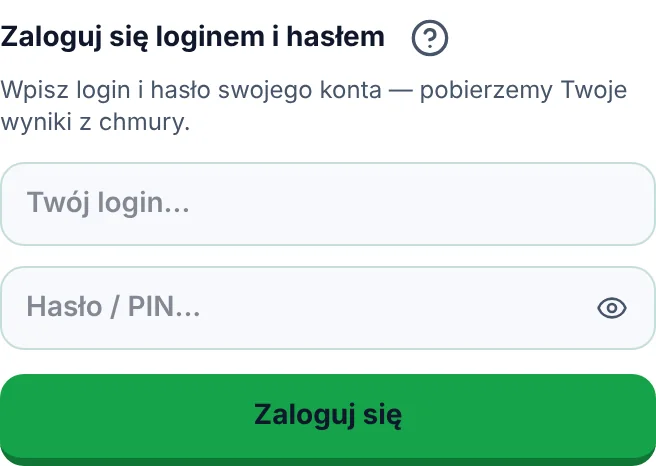 Zaloguj się loginem i hasłem
Wpisz login i hasło swojego konta — pobierzemy Twoje
wyniki z chmury.
Twój login...
Hasło / PIN...
Zaloguj się